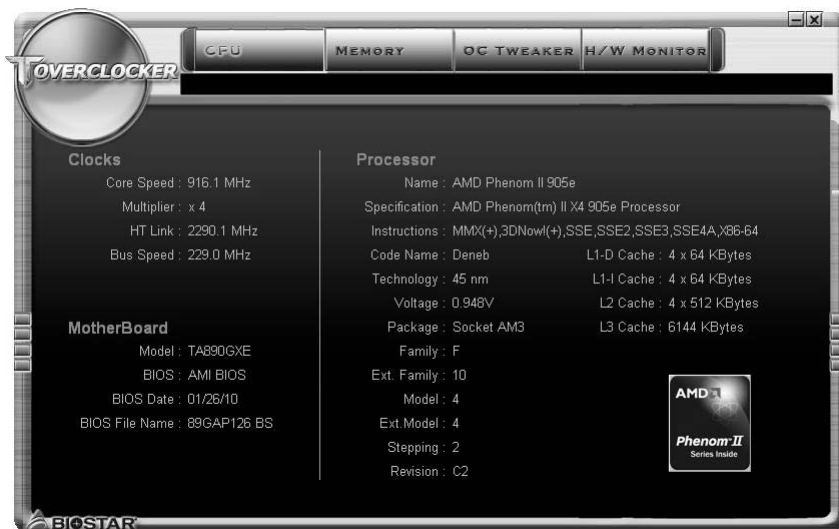 TOVERCLOCKER
CPU
MEMORY
OC TWEAKER
H/W MONITOR
Clocks
Core Speed : 916.1 MHz
Multiplier : x 4
HT Link : 2290.1 MHz
Bus Speed : 229.0 MHz
MotherBoard
Model : TA890GXE
BIOS : AMI BIOS
BIOS Date : 01/26/10
BIOS File Name : 89GAP126 BS
Processor
Name : AMD Phenom II 905e
Specification : AMD Phenom(tm) II X4 905e Processor
Instructions : MMX(+),3DNow!(+),SSE,SSE2,SSE3,SSE4A,X86-64
Code Name : Deneb L1-D Cache : 4 x 64 KBytes
Technology : 45 nm L1-I Cache : 4 x 64 KBytes
Voltage : 0.948V L2 Cache : 4 x 512 KBytes
Package : Socket AM3 L3 Cache : 6144 KBytes
Family : F
Ext. Family : 10
Model : 4
Ext.Model : 4
Stepping : 2
Revision : C2
AMD
Phenom II
Series Inside
BIOSTAR